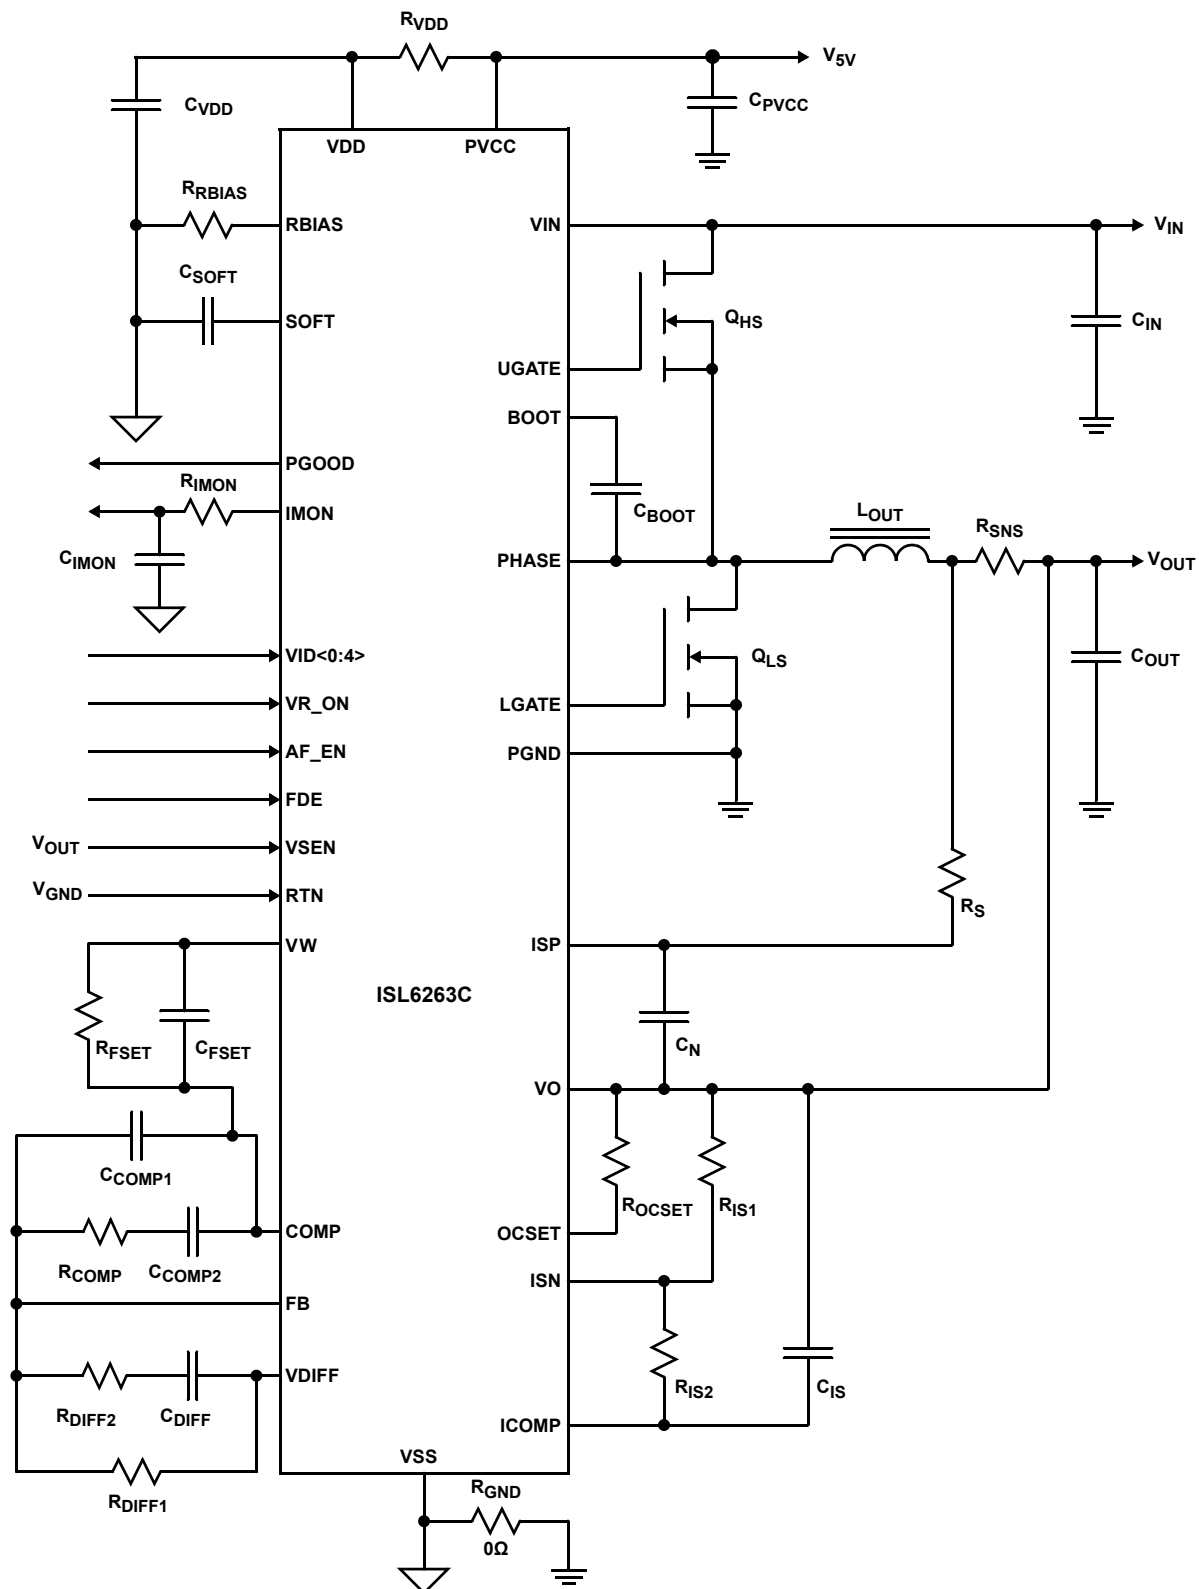 RVDD
V5V
CVDD
CPVCC
VDD
PVCC
RRBIAS
RBIAS
VIN
VIN
CSOFT
SOFT
QHS
CIN
UGATE
BOOT
PGOOD
RIMON
IMON
CBOOT
LOUT
RSNS
CIMON
PHASE
VOUT
VID<0:4>
QLS
COUT
VR_ON
LGATE
AF_EN
PGND
FDE
VOUT
VSEN
VGND
RTN
RS
VW
ISP
ISL6263C
RFSET
CFSET
CN
VO
CCOMP1
ROCSET
RIS1
COMP
OCSET
RCOMP
CCOMP2
ISN
FB
VDIFF
RIS2
CIS
RDIFF2
CDIFF
ICOMP
VSS
RDIFF1
RGND
0Ω